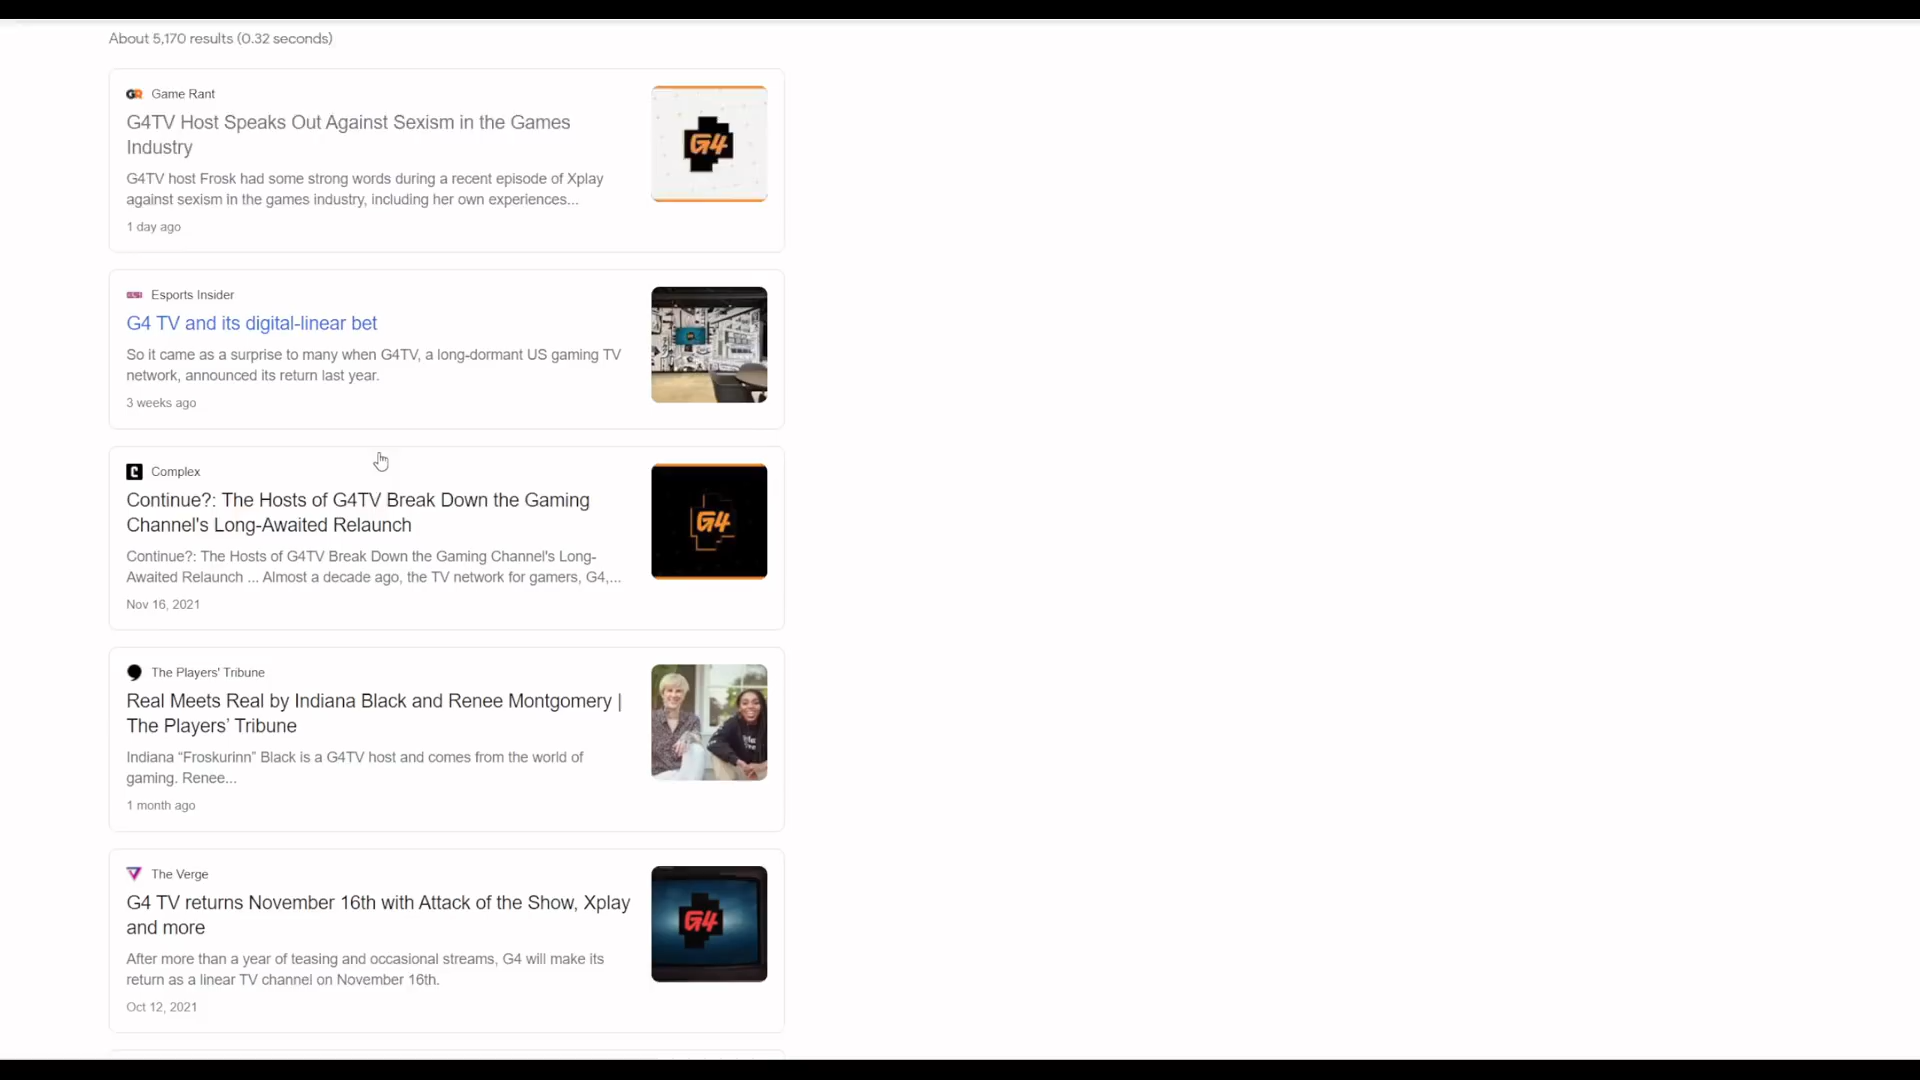 About 5,170 results (0.32 seconds)
GR Game Rant
G4TV Host Speaks Out Against Sexism in the Games
Industry
G4TV host Frosk had some strong words during a recent episode of Xplay
against sexism in the games industry, including her own experiences...
1 day ago
G4
Esports Insider
G4 TV and its digital-linear bet
So it came as a surprise to many when G4TV, a long-dormant US gaming TV
network, announced its return last year.
3 weeks ago
C Complex
Continue?: The Hosts of G4TV Break Down the Gaming
Channel's Long-Awaited Relaunch
Continue?: The Hosts of G4TV Break Down the Gaming Channel's Long-
Awaited Relaunch ... Almost a decade ago, the TV network for gamers, G4,...
Nov 16, 2021
G4
The Players' Tribune
Real Meets Real by Indiana Black and Renee Montgomery |
The Players’ Tribune
Indiana “Froskurinn” Black is a G4TV host and comes from the world of
gaming. Renee...
1 month ago
The Verge
G4 TV returns November 16th with Attack of the Show, Xplay
and more
After more than a year of teasing and occasional streams, G4 will make its
return as a linear TV channel on November 16th.
Oct 12, 2021
G4